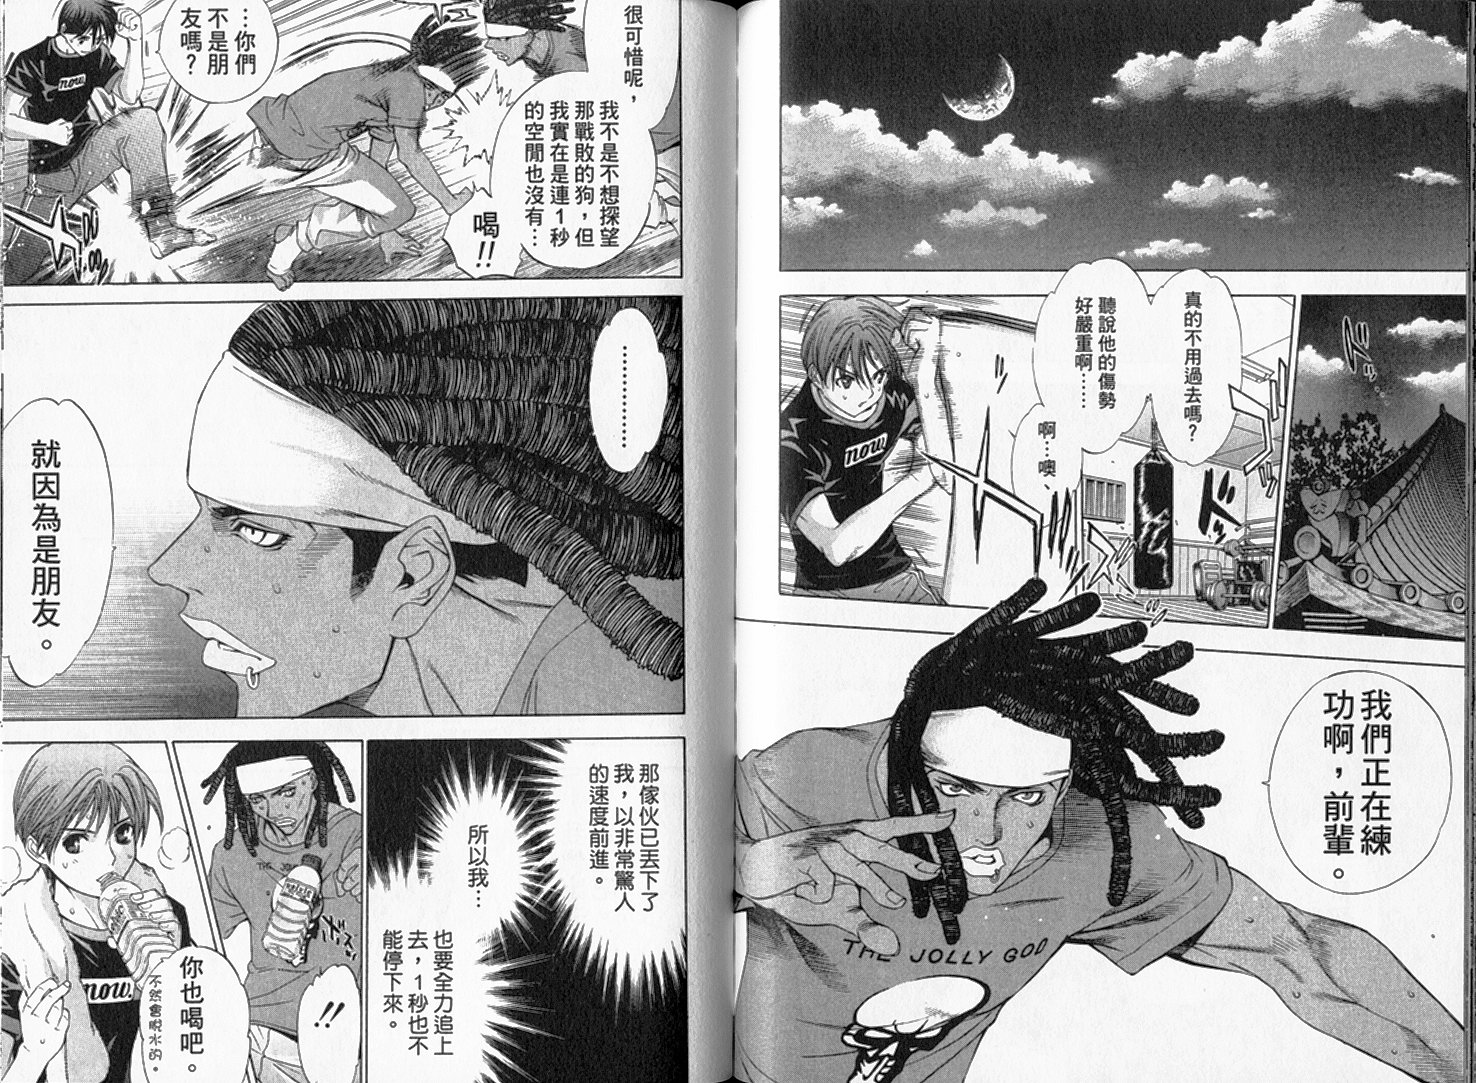 真的不用過去嗎？
聽說他的傷勢
好嚴重啊……
啊…噢、
now.
我們正在練
功啊，前
輩。
THE JOLLY GOD
很可惜呢，
我不是不想探望
那戰敗的狗，但
我實在是連1秒
的空閒也沒有…
喝!!
…你們
不是朋
友嗎？
now.
…………
就因為是朋友。
那傢伙已丟下了
我，以非常驚人
的速度前進。
所以我…
也要全力追上
去，1秒也不
能停下來。
THE JOLLY
!!
你也喝吧。
不然會脫水的。
now.